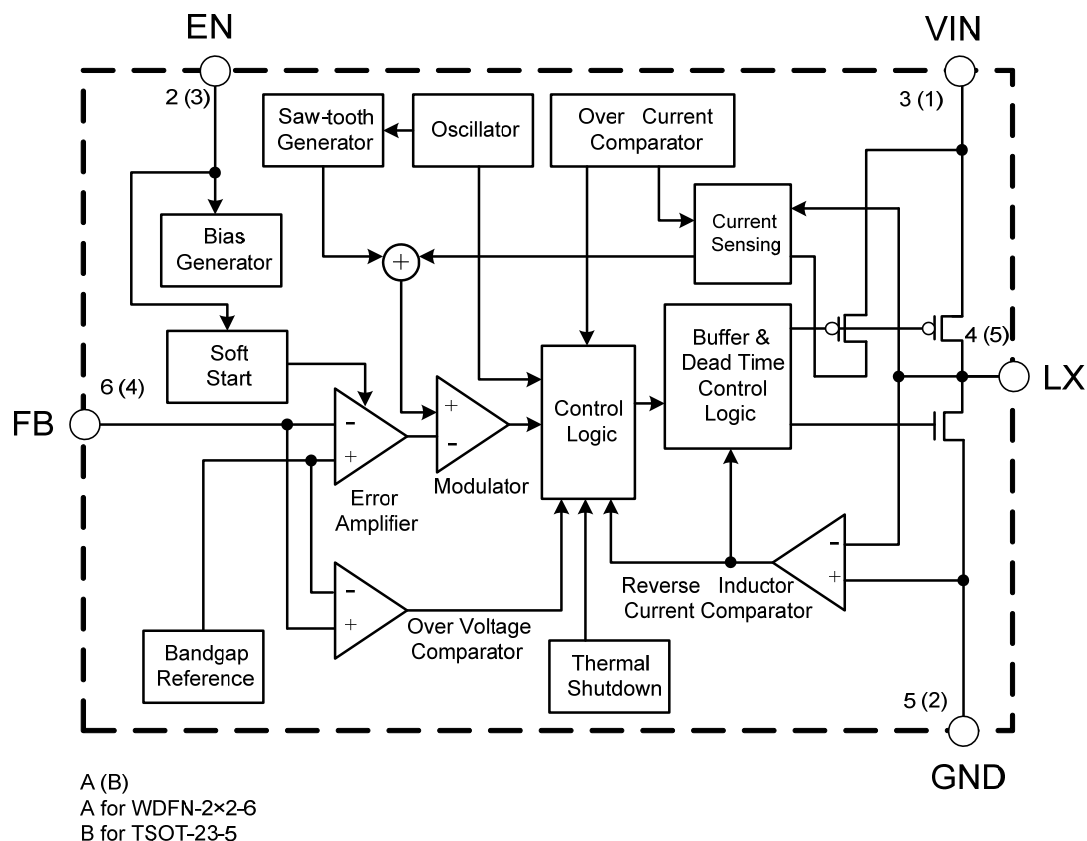 EN
VIN
2 (3)
3 (1)
Saw-tooth
Generator
Oscillator
Over Current
Comparator
Bias
Generator
Current
Sensing
+
Soft
Start
Buffer &
Dead Time
Control
Logic
4 (5)
LX
6 (4)
FB
-
+
Error
Amplifier
+
-
Modulator
Control
Logic
-
+
Reverse Inductor
Current Comparator
-
+
Over Voltage
Comparator
Bandgap
Reference
Thermal
Shutdown
5 (2)
GND
A (B)
A for WDFN-2×2-6
B for TSOT-23-5